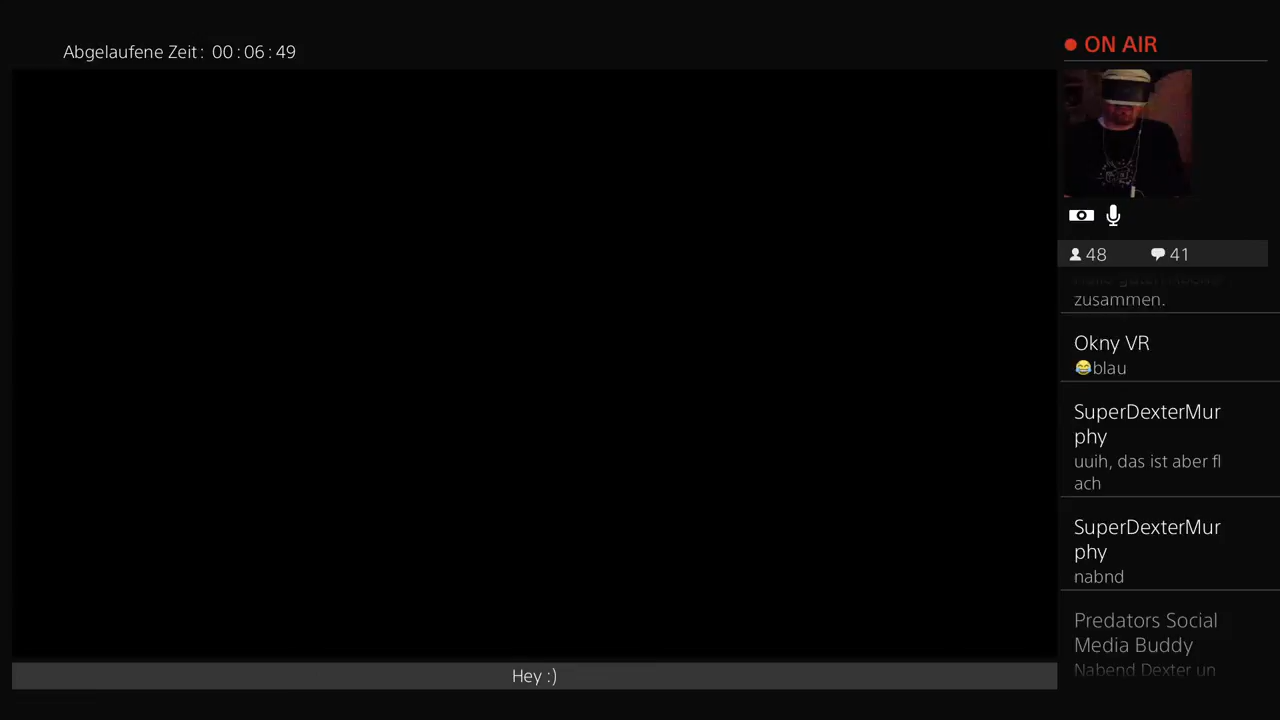 Abgelaufene Zeit: 00:06:49
ON AIR
48
41
zusammen.
Okny VR
😂blau
SuperDexterMur
phy
uuih, das ist aber fl
ach
SuperDexterMur
phy
nabnd
Predators Social
Media Buddy
Nabend Dexter un
Hey :)